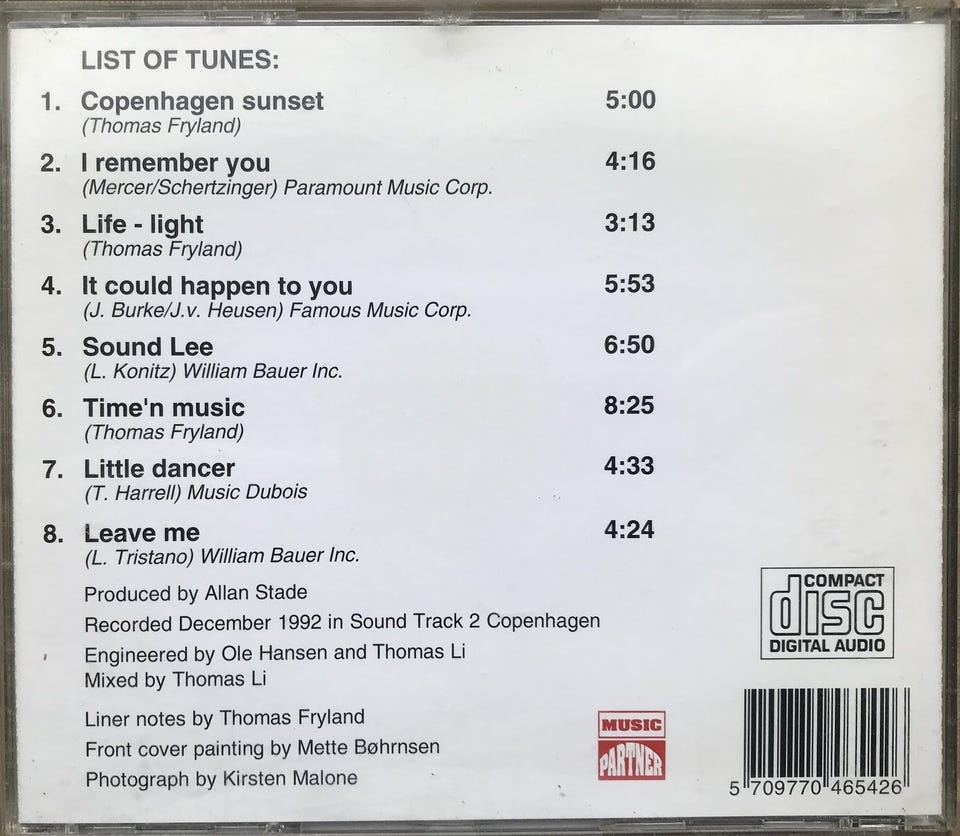 LIST OF TUNES:
1. Copenhagen sunset 5:00
(Thomas Fryland)
2. I remember you 4:16
(Mercer/Schertzinger) Paramount Music Corp.
3. Life - light 3:13
(Thomas Fryland)
4. It could happen to you 5:53
(J. Burke/J.v. Heusen) Famous Music Corp.
5. Sound Lee 6:50
(L. Konitz) William Bauer Inc.
6. Time'n music 8:25
(Thomas Fryland)
7. Little dancer 4:33
(T. Harrell) Music Dubois
8. Leave me 4:24
(L. Tristano) William Bauer Inc.
Produced by Allan Stade
Recorded December 1992 in Sound Track 2 Copenhagen
Engineered by Ole Hansen and Thomas Li
Mixed by Thomas Li
Liner notes by Thomas Fryland
Front cover painting by Mette Bøhrnsen
Photograph by Kirsten Malone
MUSIC
PARTNER
COMPACT
disc
DIGITAL AUDIO
5 709770 465426